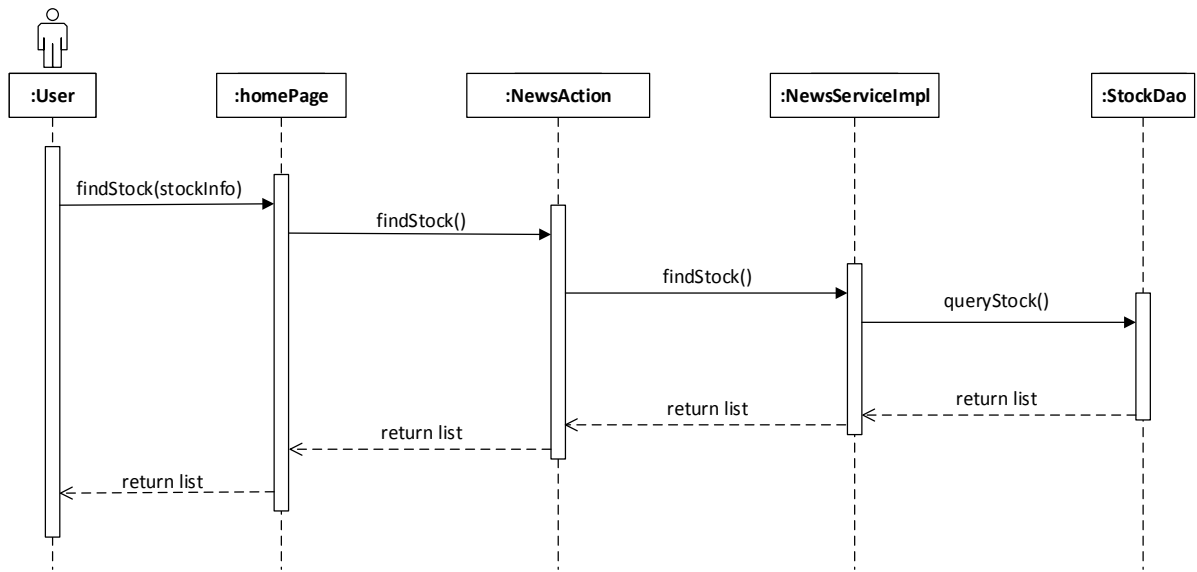 :User
:homePage
:NewsAction
:NewsServiceImpl
:StockDao
findStock(stockInfo)
findStock()
findStock()
queryStock()
return list
return list
return list
return list